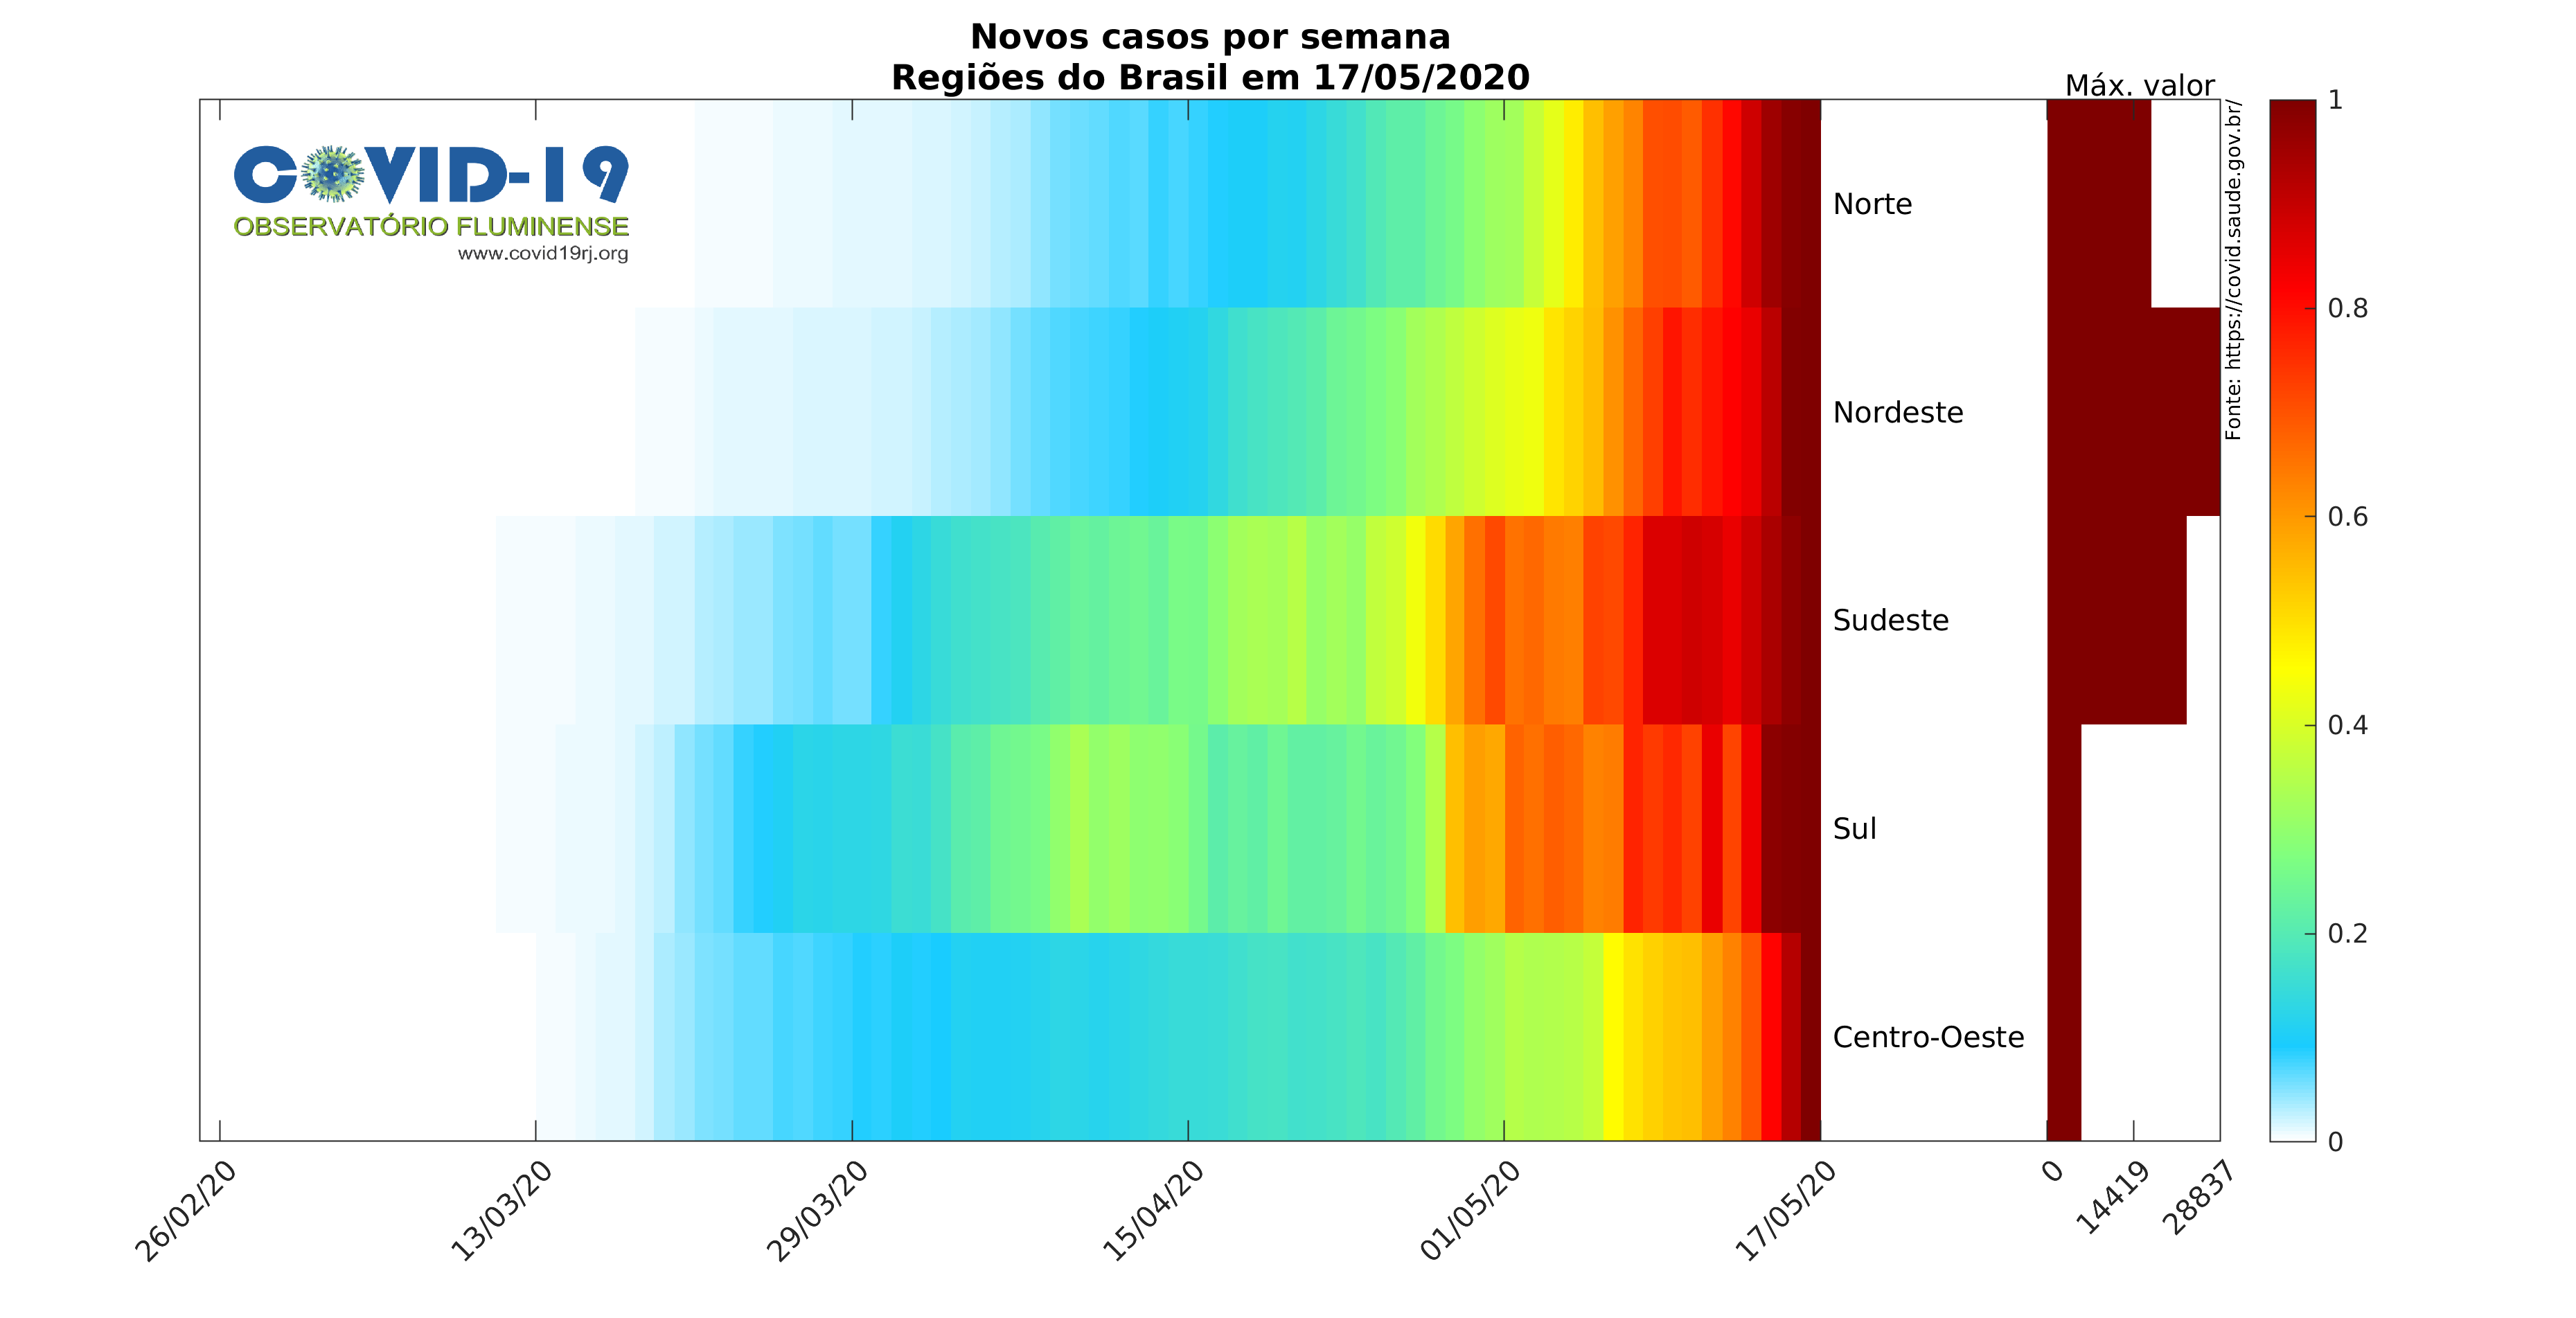 Novos casos por semana
Regiões do Brasil em 17/05/2020
Máx. valor
COVID-19
OBSERVATÓRIO FLUMINENSE
www.covid19rj.org
Norte
Nordeste
Sudeste
Sul
Centro-Oeste
Fonte: https://covid.saude.gov.br/
1
0.8
0.6
0.4
0.2
0
26/02/20
13/03/20
29/03/20
15/04/20
01/05/20
17/05/20
0
14419
28837